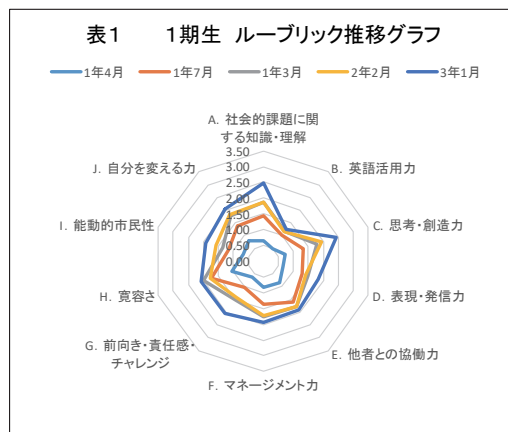 表1　　1期生　ルーブリック推移グラフ
1年4月　1年7月　1年3月　2年2月　3年1月
A. 社会的課題に関
する知識・理解
B. 英語活用力
C. 思考・創造力
D. 表現・発信力
E. 他者との協働力
F. マネージメント力
G. 前向き・責任感・
チャレンジ
H. 寛容さ
I. 能動的市民性
J. 自分を変える力
3.50
3.00
2.50
2.00
1.50
1.00
0.50
0.00